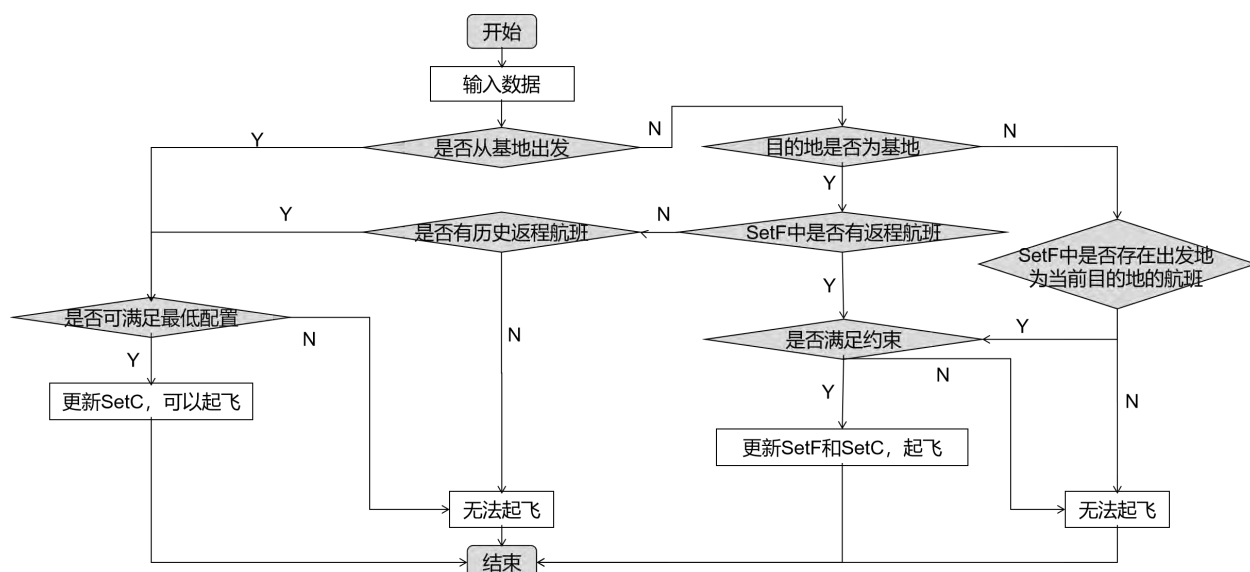 开始
输入数据
Y
是否从基地出发
N
目的地是否为基地
N
Y
Y
是否有历史返程航班
N
SetF中是否有返程航班
SetF中是否存在出发地
为当前目的地的航班
Y
是否可满足最低配置
N
N
是否满足约束
Y
Y
更新SetC，可以起飞
Y
N
N
更新SetF和SetC，起飞
无法起飞
无法起飞
结束